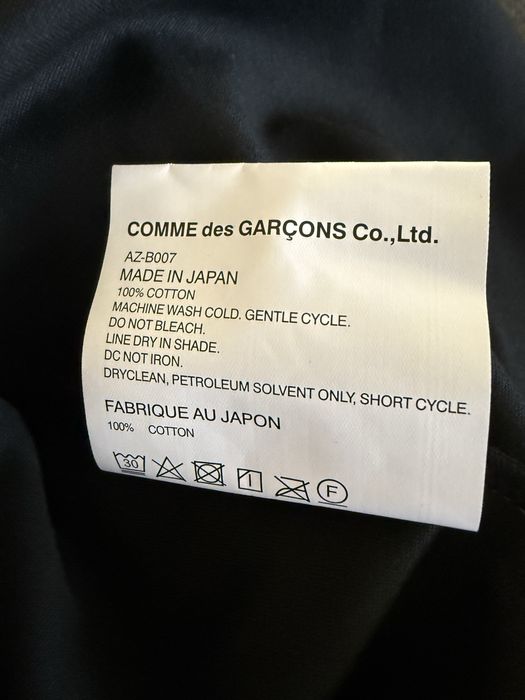 COMME des GARÇONS Co.,Ltd.
AZ-B007
MADE IN JAPAN
100% COTTON
MACHINE WASH COLD. GENTLE CYCLE.
DO NOT BLEACH.
LINE DRY IN SHADE.
DC NOT IRON.
DRYCLEAN, PETROLEUM SOLVENT ONLY, SHORT CYCLE.
FABRIQUE AU JAPON
100% COTTON
30 F